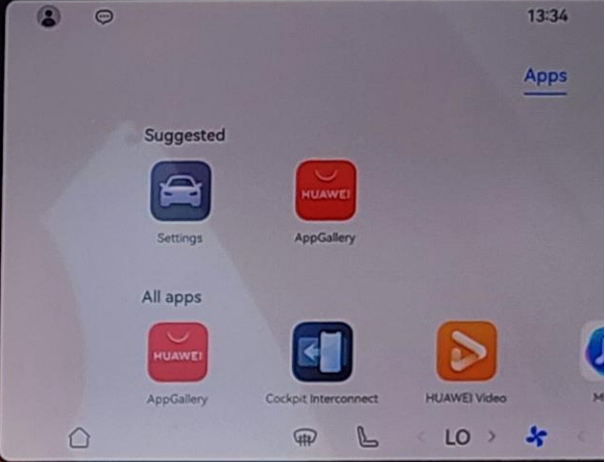 13:34
Apps
Suggested
HUAWEI
Settings
AppGallery
All apps
HUAWEI
AppGallery
Cockpit Interconnect
HUAWEI Video
M
LO